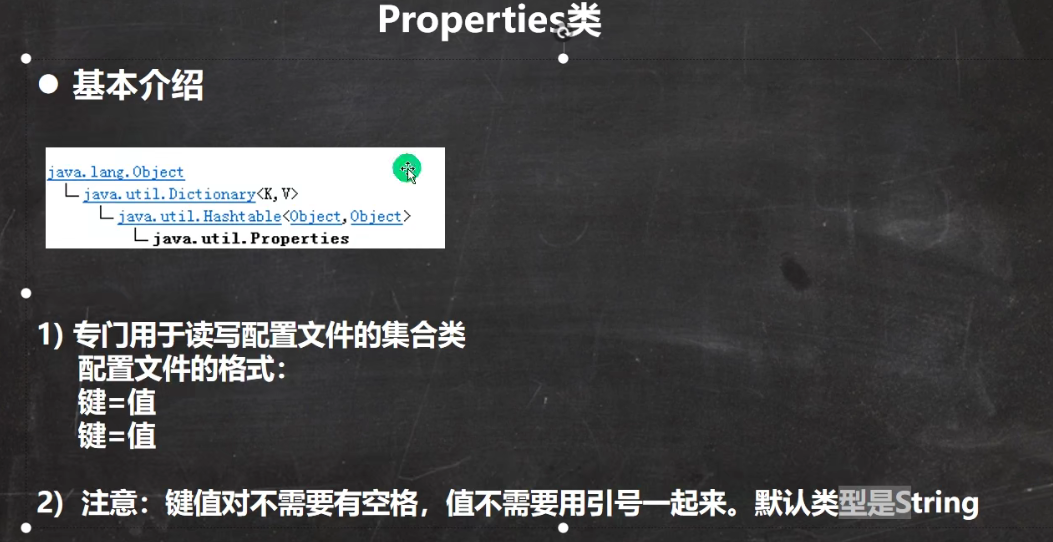 Properties类
● 基本介绍
java.lang.Object
java.util.Dictionary<K,V>
java.util.Hashtable<Object,Object>
java.util.Properties
1) 专门用于读写配置文件的集合类
配置文件的格式：
键=值
键=值
2) 注意：键值对不需要有空格，值不需要用引号一起来。默认类型是String